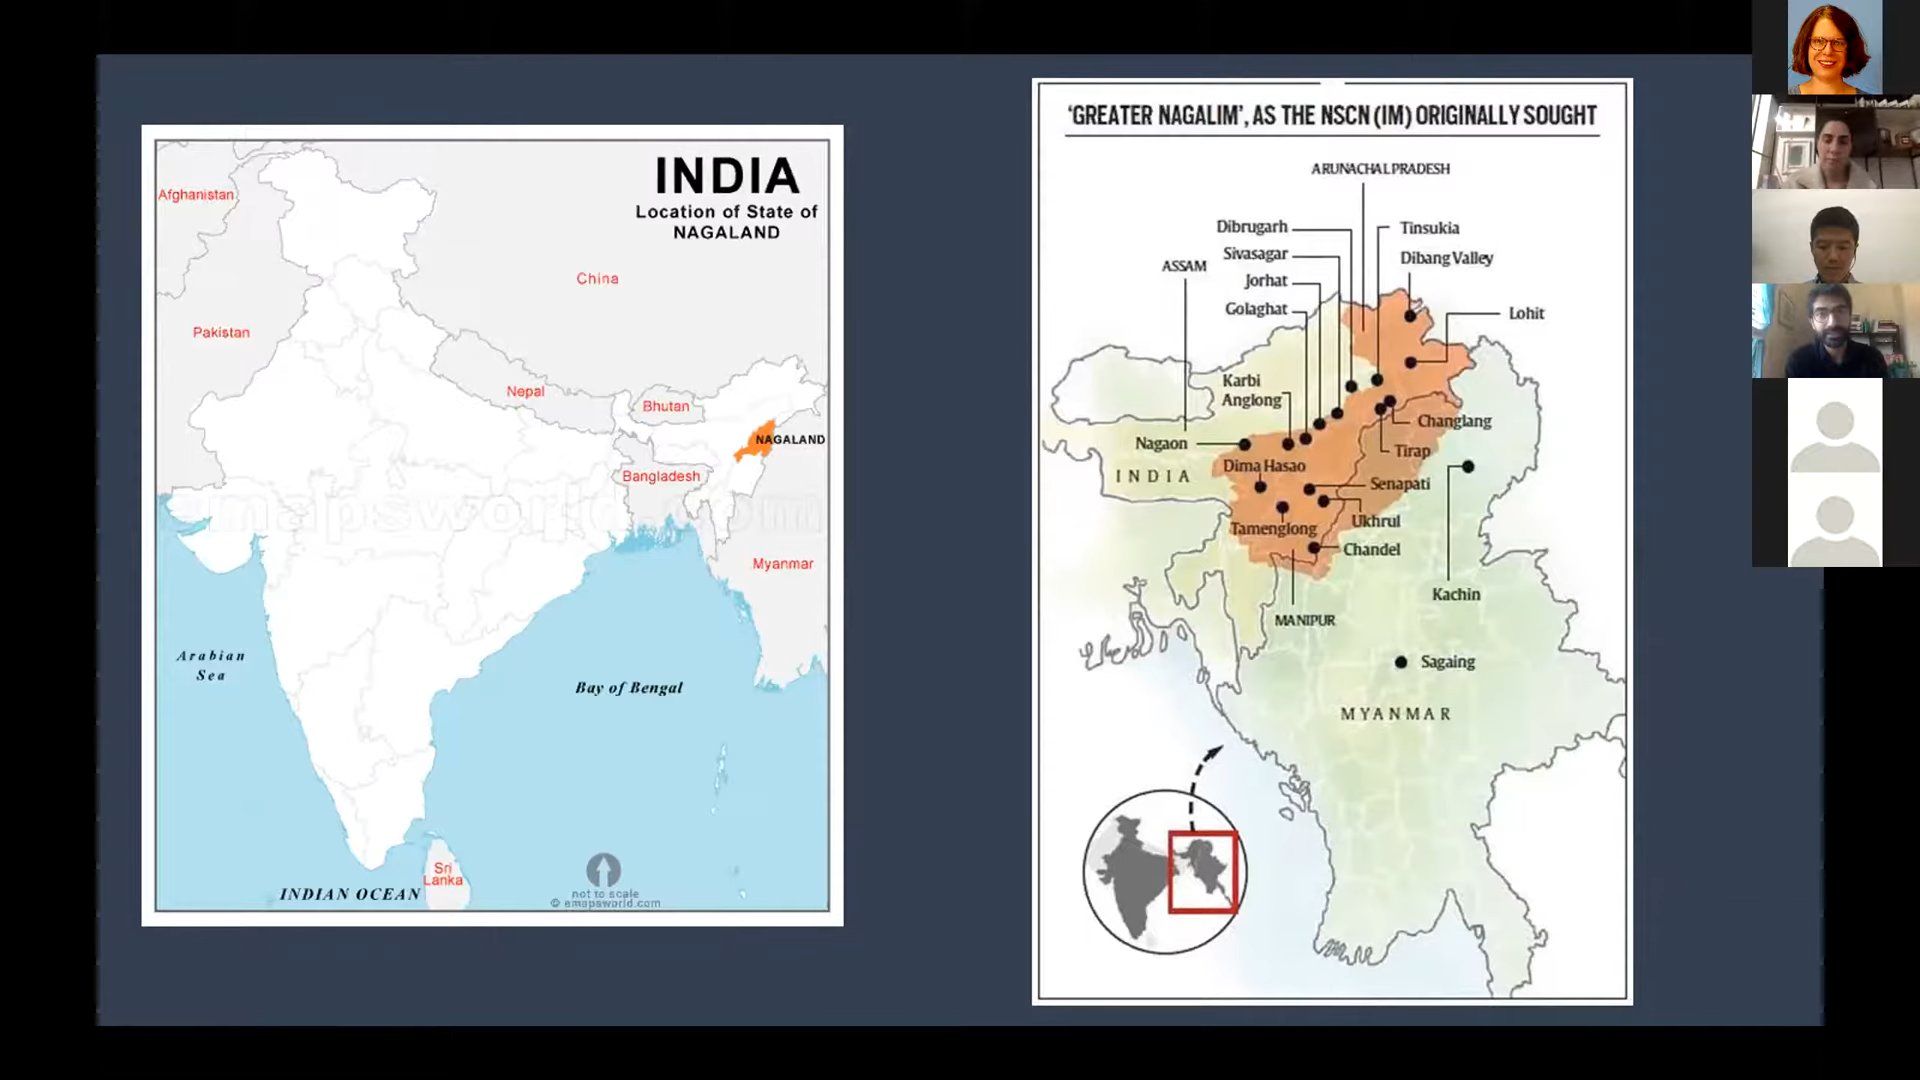 INDIA
Location of State of
NAGALAND
Afghanistan
China
Pakistan
Nepal
Bhutan
NAGALAND
Bangladesh
emapsworld.com
Myanmar
Arabian
Sea
Bay of Bengal
Sri
Lanka
INDIAN OCEAN
not to scale
© emapsworld.com
'GREATER NAGALIM', AS THE NSCN (IM) ORIGINALLY SOUGHT
ARUNACHAL PRADESH
Dibrugarh
Tinsukia
Sivasagar
Dibang Valley
ASSAM
Jorhat
Golaghat
Lohit
Karbi
Anglong
Changlang
Nagaon
Tirap
Dima Hasao
INDIA
Senapati
Tamenglong
Ukhrul
Chandel
Kachin
MANIPUR
Sagaing
MYANMAR